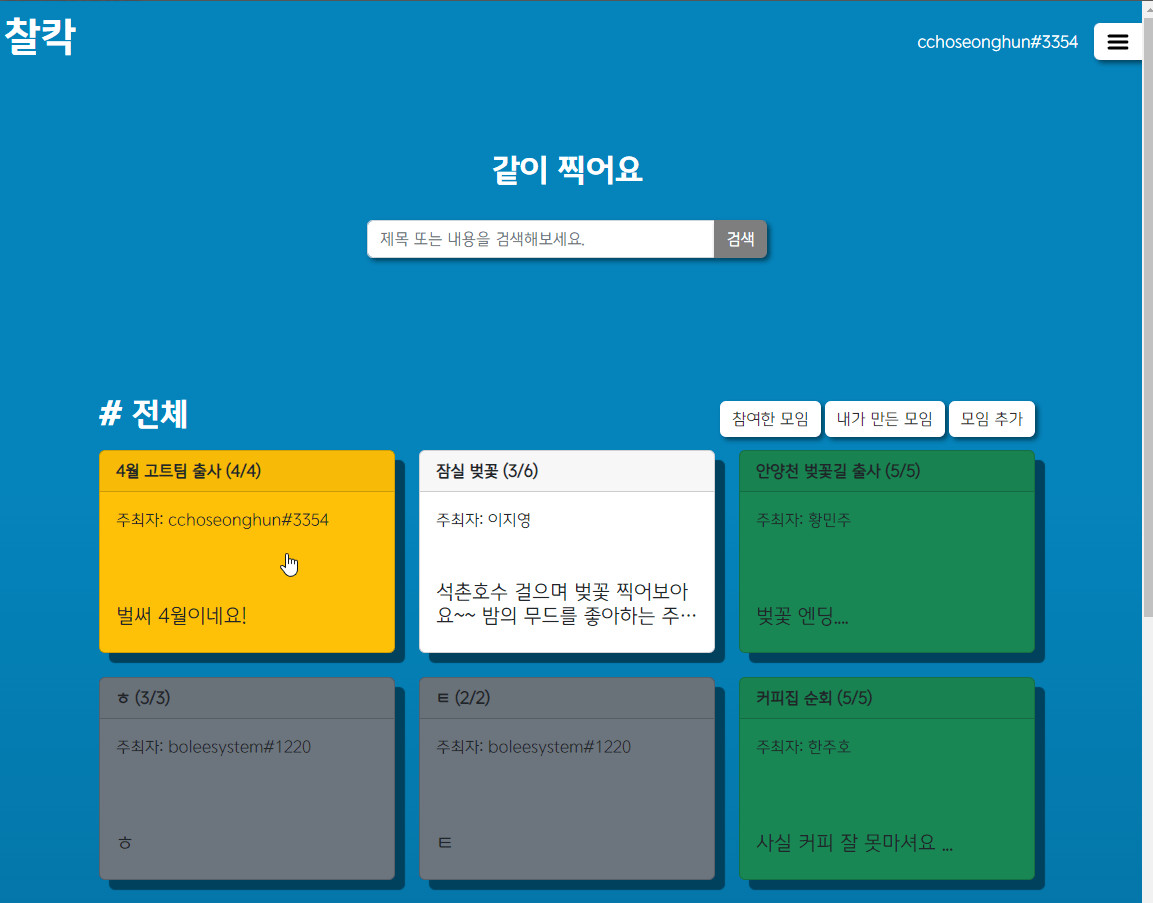 찰칵
cchoseonghun#3354
같이 찍어요
제목 또는 내용을 검색해보세요.
검색
# 전체
참여한 모임
내가 만든 모임
모임 추가
4월 고트팀 출사 (4/4)
주최자: cchoseonghun#3354
벌써 4월이네요!
잠실 벚꽃 (3/6)
주최자: 이지영
석촌호수 걸으며 벚꽃 찍어보아
요~~ 밤의 무드를 좋아하는 주…
안양천 벚꽃길 출사 (5/5)
주최자: 황민주
벚꽃 엔딩....
ㅎ (3/3)
주최자: boleesystem#1220
ㅎ
ㅌ (2/2)
주최자: boleesystem#1220
ㅌ
커피집 순회 (5/5)
주최자: 한주호
사실 커피 잘 못마셔요 ...